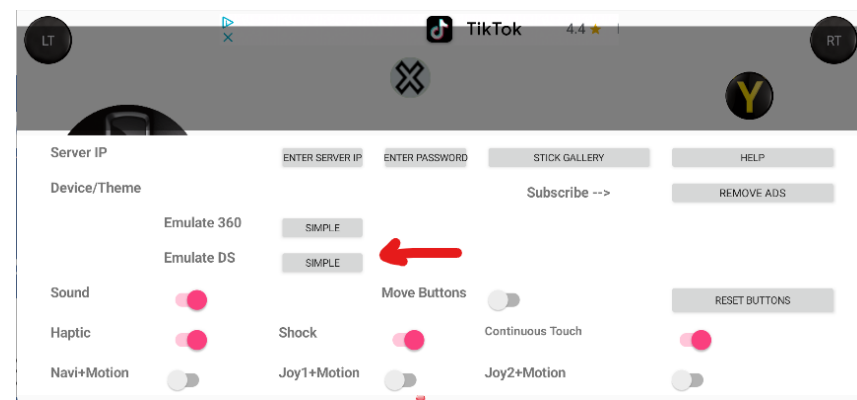 LT
TikTok 4.4 ★
RT
Y
Server IP ENTER SERVER IP ENTER PASSWORD STICK GALLERY HELP
Device/Theme Subscribe --> REMOVE ADS
Emulate 360 SIMPLE
Emulate DS SIMPLE
Sound Move Buttons RESET BUTTONS
Haptic Shock Continuous Touch
Navi+Motion Joy1+Motion Joy2+Motion